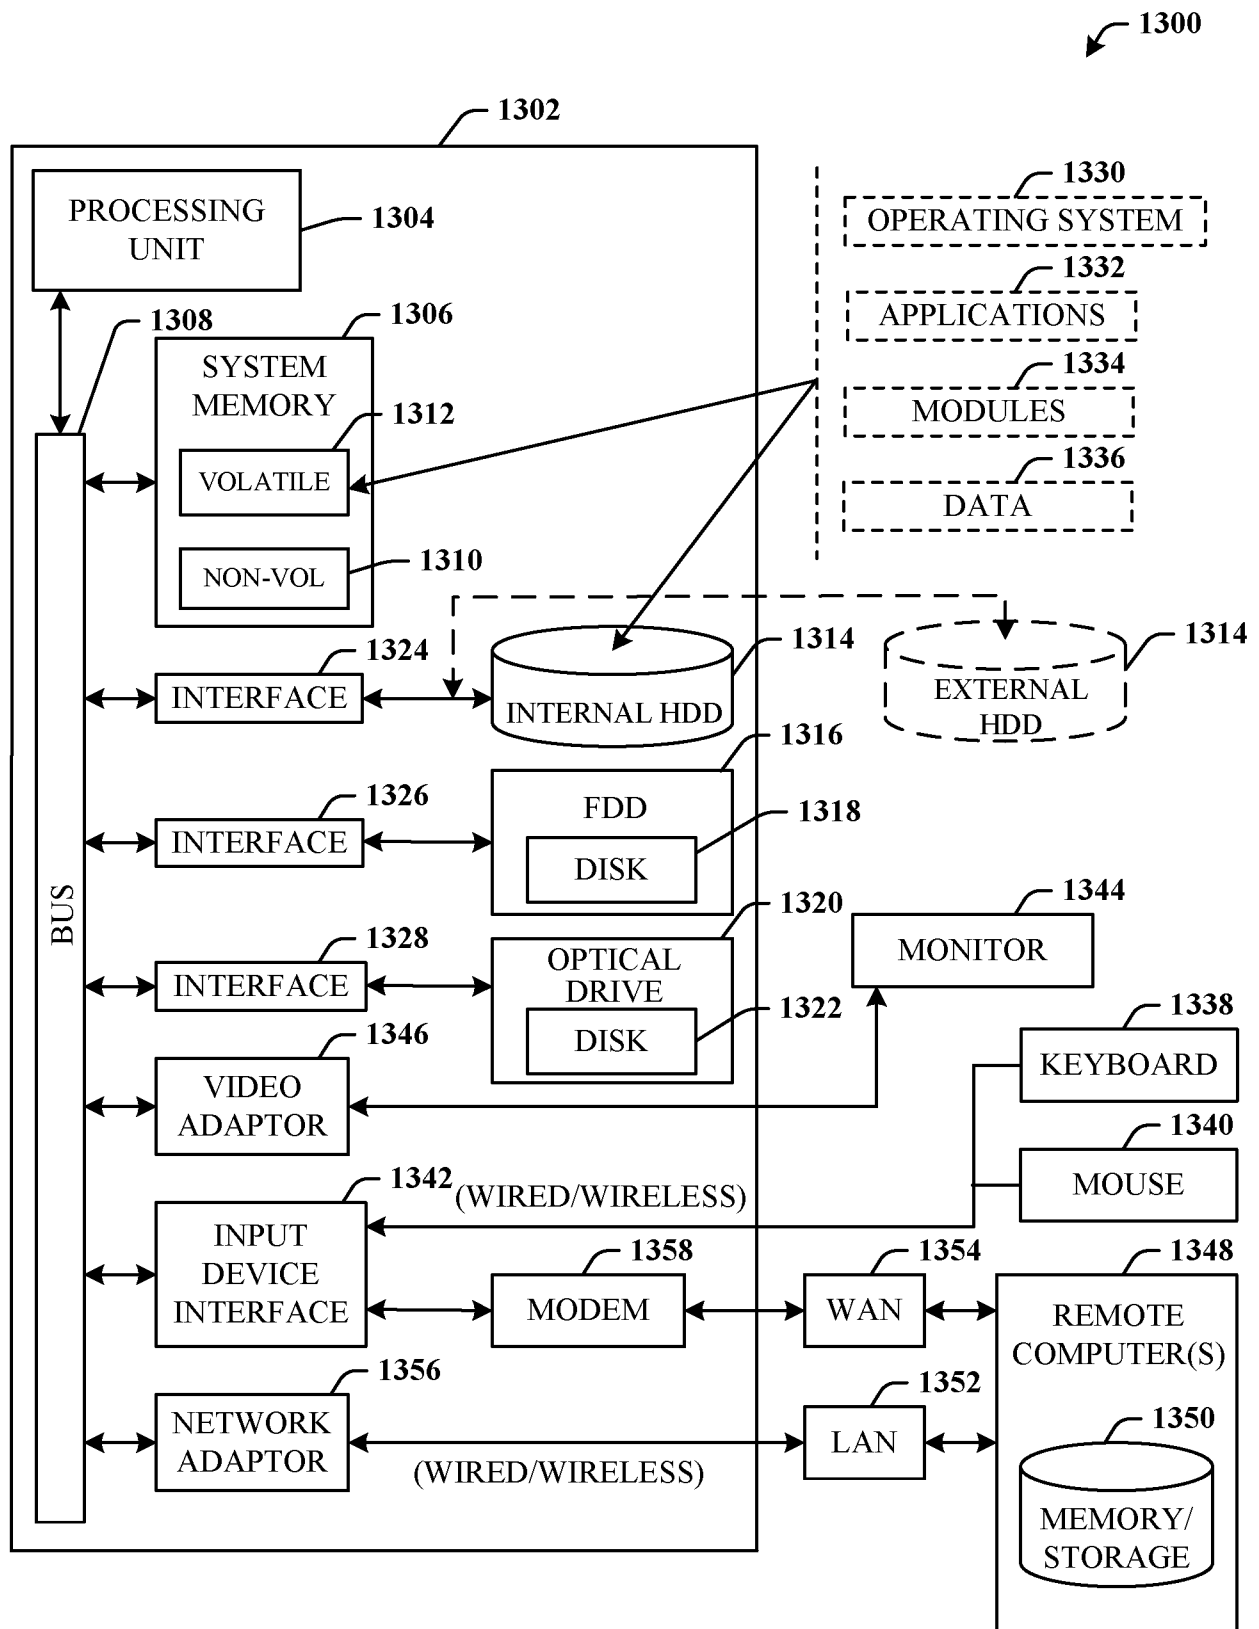 1300
1302
PROCESSING
UNIT
1304
1308
1306
SYSTEM
MEMORY
1312
VOLATILE
1310
NON-VOL
1330
OPERATING SYSTEM
1332
APPLICATIONS
1334
MODULES
1336
DATA
1324
INTERFACE
1314
INTERNAL HDD
1314
EXTERNAL
HDD
1326
INTERFACE
1316
FDD
1318
DISK
BUS
1328
INTERFACE
1320
OPTICAL
DRIVE
1322
DISK
1344
MONITOR
1346
VIDEO
ADAPTOR
1338
KEYBOARD
1340
MOUSE
1342
(WIRED/WIRELESS)
INPUT
DEVICE
INTERFACE
1358
MODEM
1354
WAN
1348
REMOTE
COMPUTER(S)
1356
NETWORK
ADAPTOR
(WIRED/WIRELESS)
1352
LAN
1350
MEMORY/
STORAGE